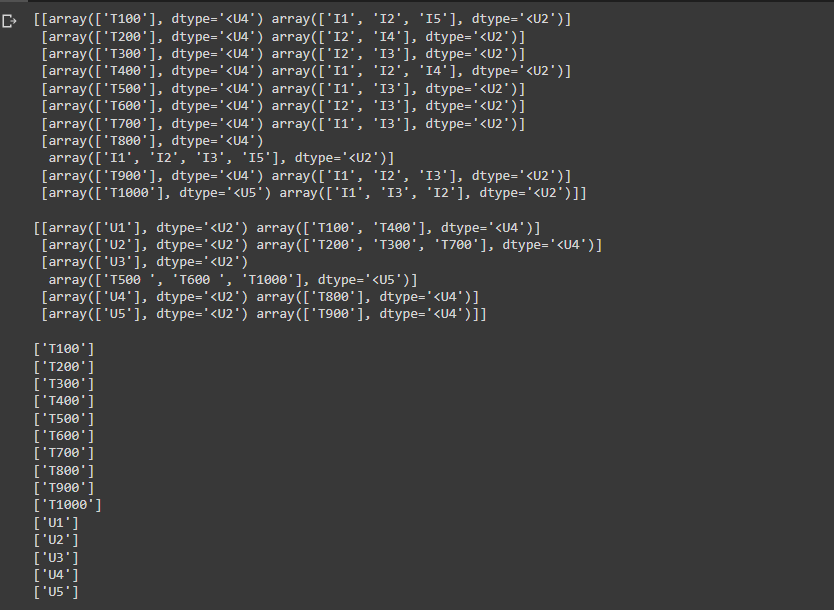 [[array(['T100'], dtype='<U4') array(['I1', 'I2', 'I5'], dtype='<U2')]
 [array(['T200'], dtype='<U4') array(['I2', 'I4'], dtype='<U2')]
 [array(['T300'], dtype='<U4') array(['I2', 'I3'], dtype='<U2')]
 [array(['T400'], dtype='<U4') array(['I1', 'I2', 'I4'], dtype='<U2')]
 [array(['T500'], dtype='<U4') array(['I1', 'I3'], dtype='<U2')]
 [array(['T600'], dtype='<U4') array(['I2', 'I3'], dtype='<U2')]
 [array(['T700'], dtype='<U4') array(['I1', 'I3'], dtype='<U2')]
 [array(['T800'], dtype='<U4')
  array(['I1', 'I2', 'I3', 'I5'], dtype='<U2')]
 [array(['T900'], dtype='<U4') array(['I1', 'I2', 'I3'], dtype='<U2')]
 [array(['T1000'], dtype='<U5') array(['I1', 'I3', 'I2'], dtype='<U2')]]

[[array(['U1'], dtype='<U2') array(['T100', 'T400'], dtype='<U4')]
 [array(['U2'], dtype='<U2') array(['T200', 'T300', 'T700'], dtype='<U4')]
 [array(['U3'], dtype='<U2')
  array(['T500 ', 'T600 ', 'T1000'], dtype='<U5')]
 [array(['U4'], dtype='<U2') array(['T800'], dtype='<U4')]
 [array(['U5'], dtype='<U2') array(['T900'], dtype='<U4')]]

['T100']
['T200']
['T300']
['T400']
['T500']
['T600']
['T700']
['T800']
['T900']
['T1000']
['U1']
['U2']
['U3']
['U4']
['U5']